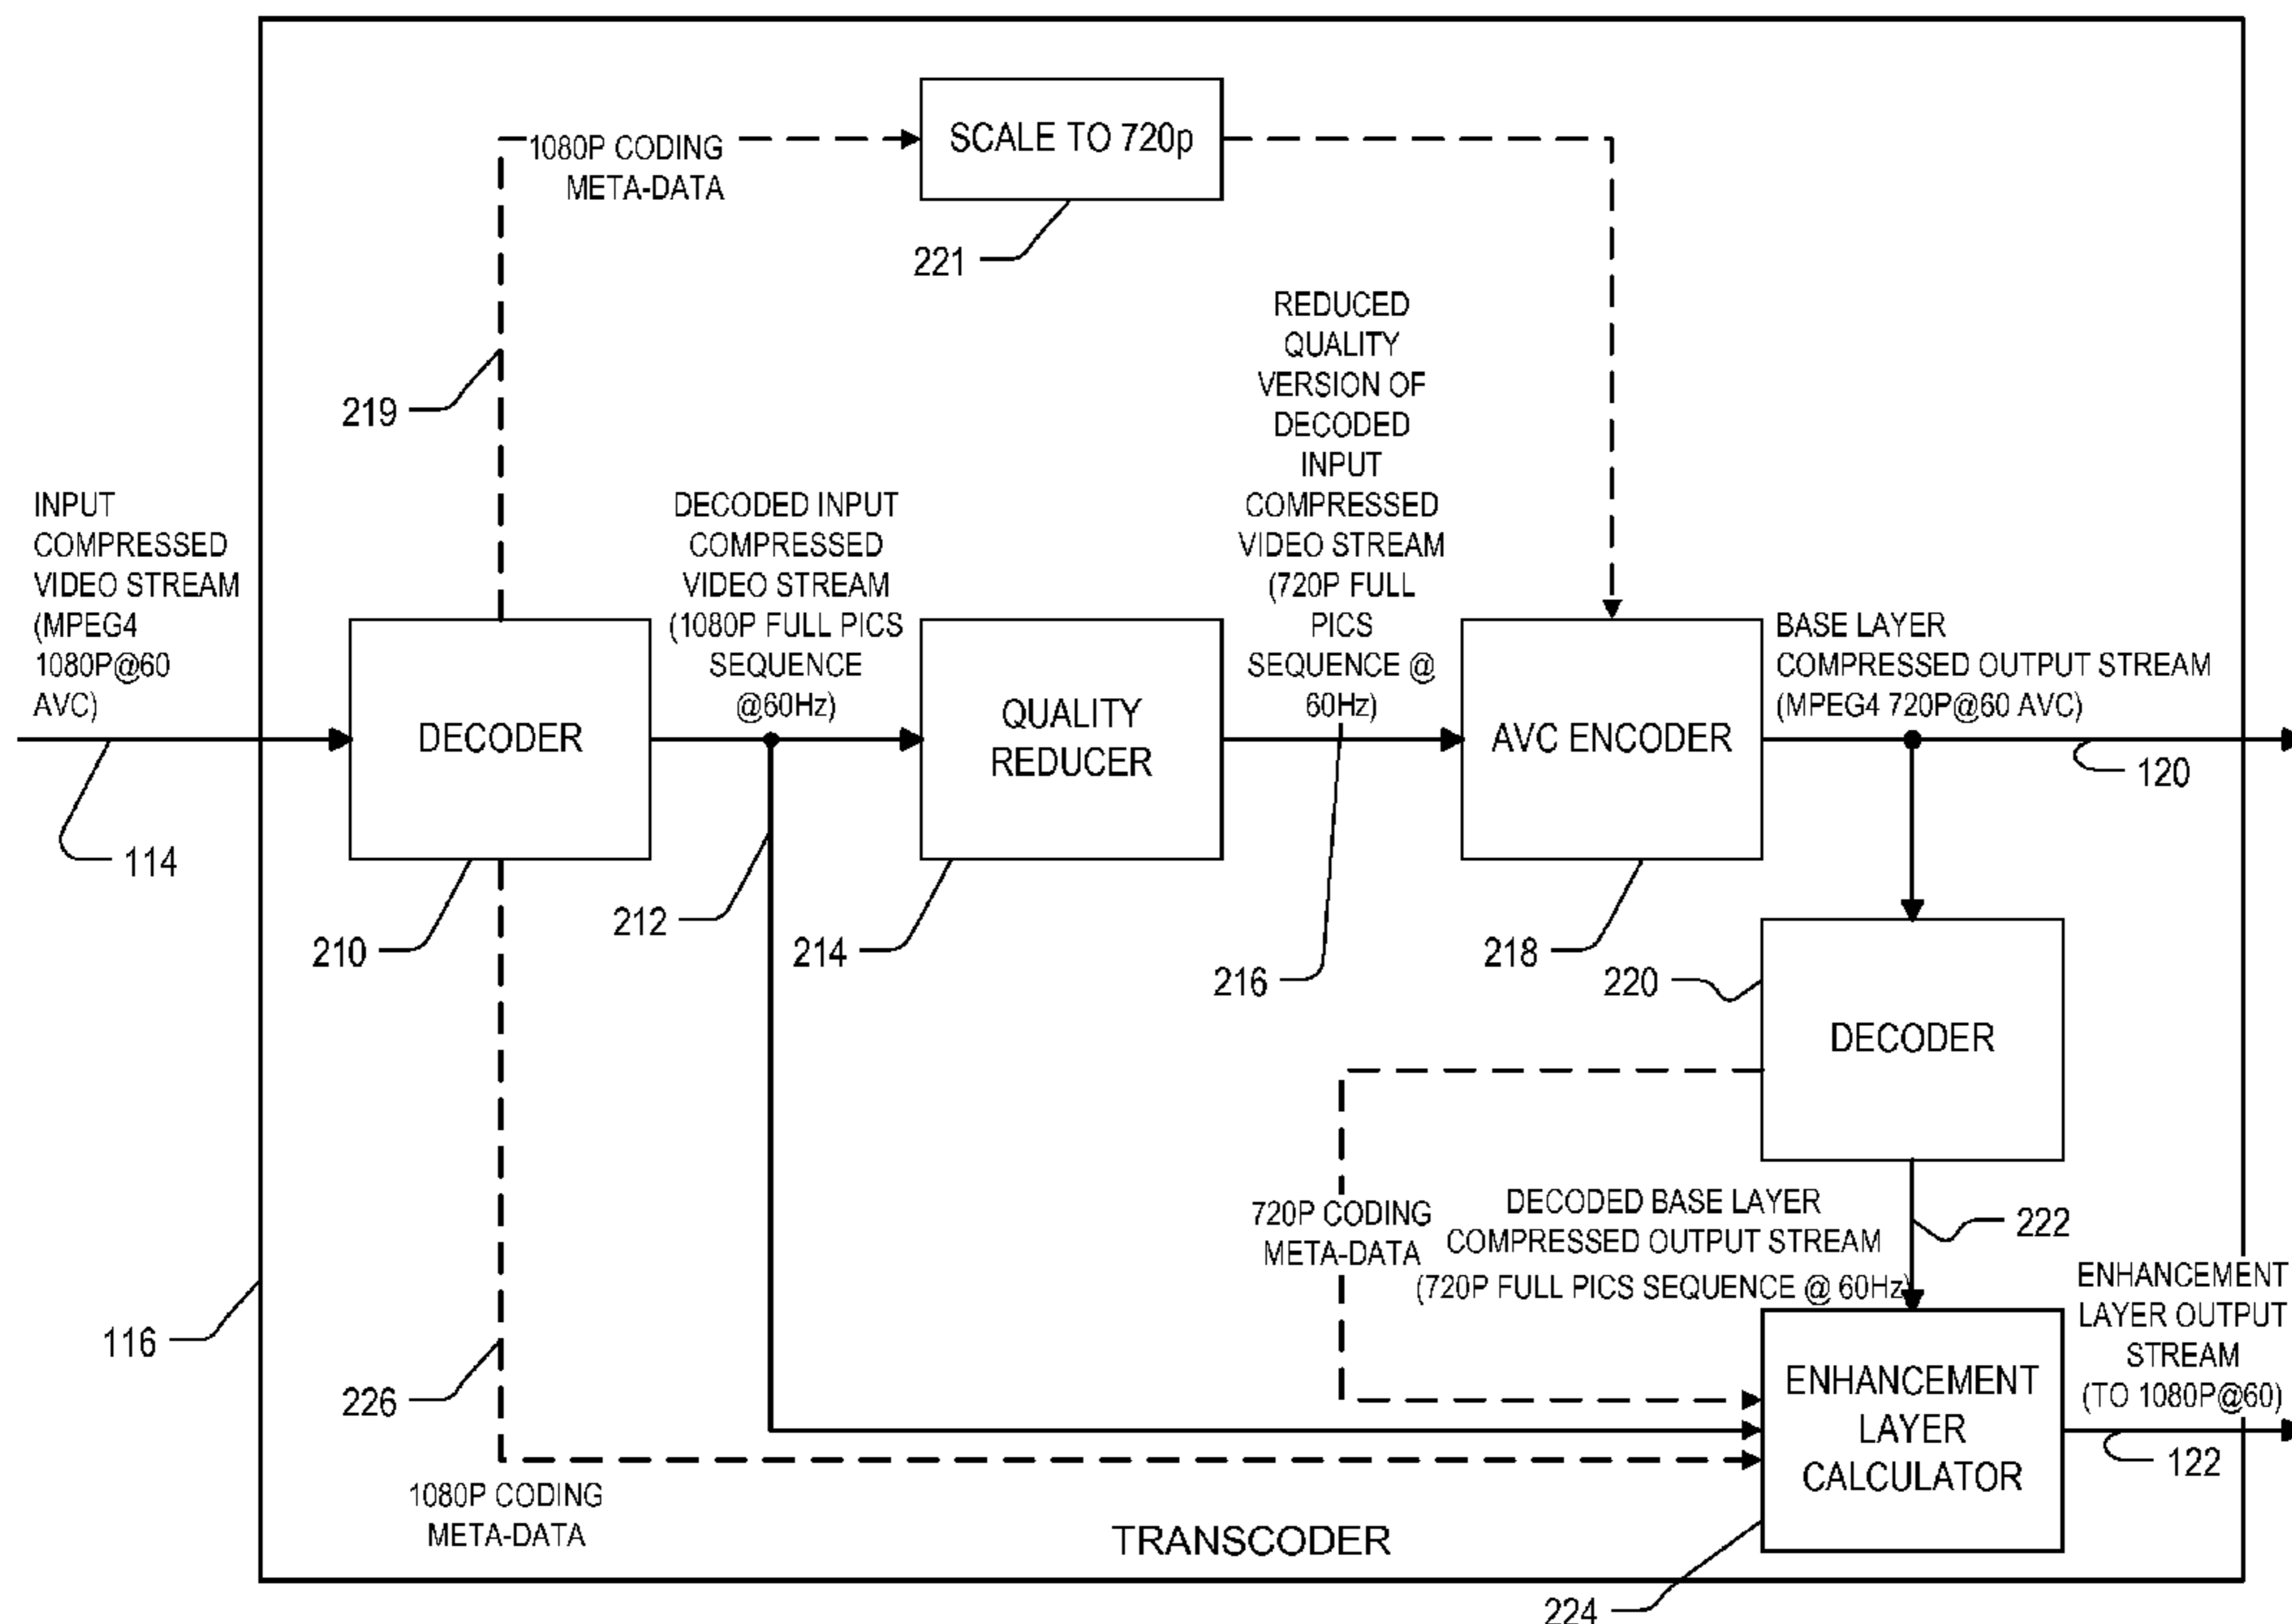 1080P CODING
META-DATA
SCALE TO 720p
221
219
REDUCED
QUALITY
VERSION OF
DECODED
INPUT
COMPRESSED
VIDEO STREAM
(720P FULL
PICS
SEQUENCE @
60Hz)
INPUT
COMPRESSED
VIDEO STREAM
(MPEG4
1080P@60
AVC)
DECODED INPUT
COMPRESSED
VIDEO STREAM
(1080P FULL PICS
SEQUENCE
@60Hz)
BASE LAYER
COMPRESSED OUTPUT STREAM
(MPEG4 720P@60 AVC)
DECODER
QUALITY
REDUCER
AVC ENCODER
120
114
210
212
214
216
218
220
DECODER
222
720P CODING
META-DATA
DECODED BASE LAYER
COMPRESSED OUTPUT STREAM
(720P FULL PICS SEQUENCE @ 60Hz)
ENHANCEMENT
LAYER OUTPUT
STREAM
(TO 1080P@60)
116
226
ENHANCEMENT
LAYER
CALCULATOR
122
1080P CODING
META-DATA
TRANSCODER
224